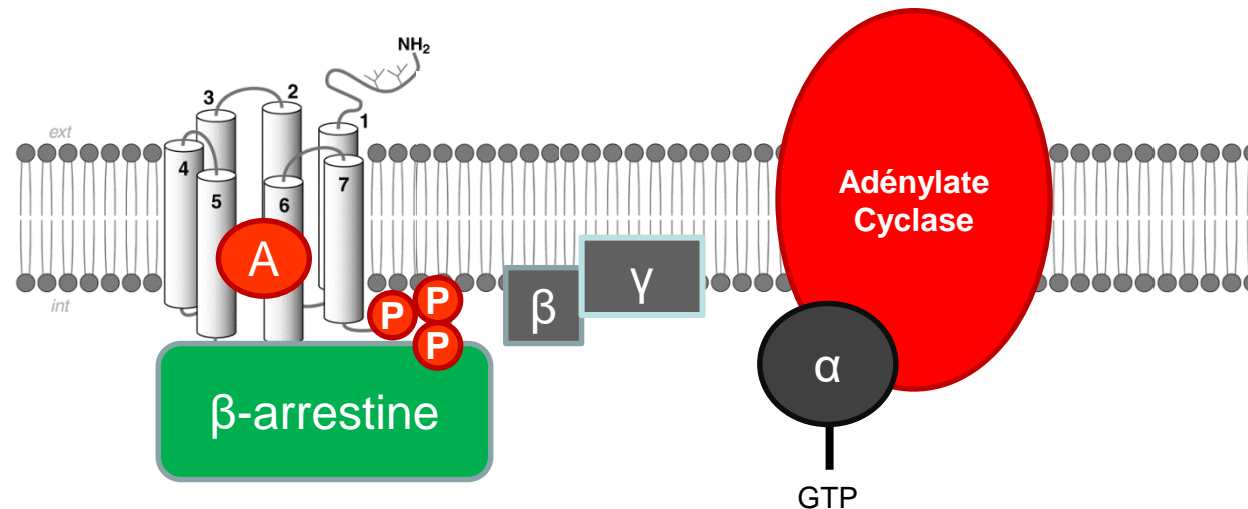 NH2
3
2
1
ext
4
7
5
6
Adénylate
Cyclase
A
int
P
P
P
β
γ
β-arrestine
α
GTP